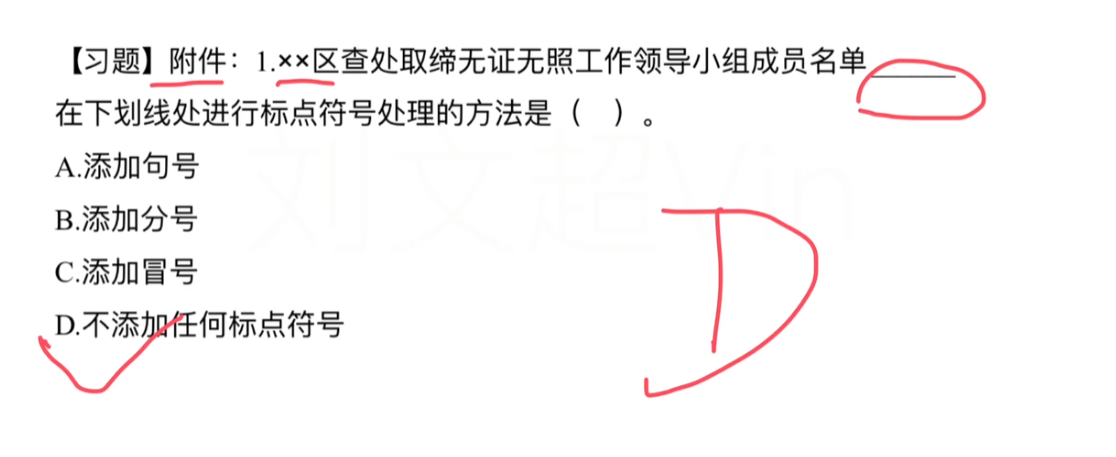 【习题】附件：1.××区查处取缔无证无照工作领导小组成员名单______
在下划线处进行标点符号处理的方法是（ ）。
A.添加句号
B.添加分号
C.添加冒号
D.不添加任何标点符号
D
刘文超Vin